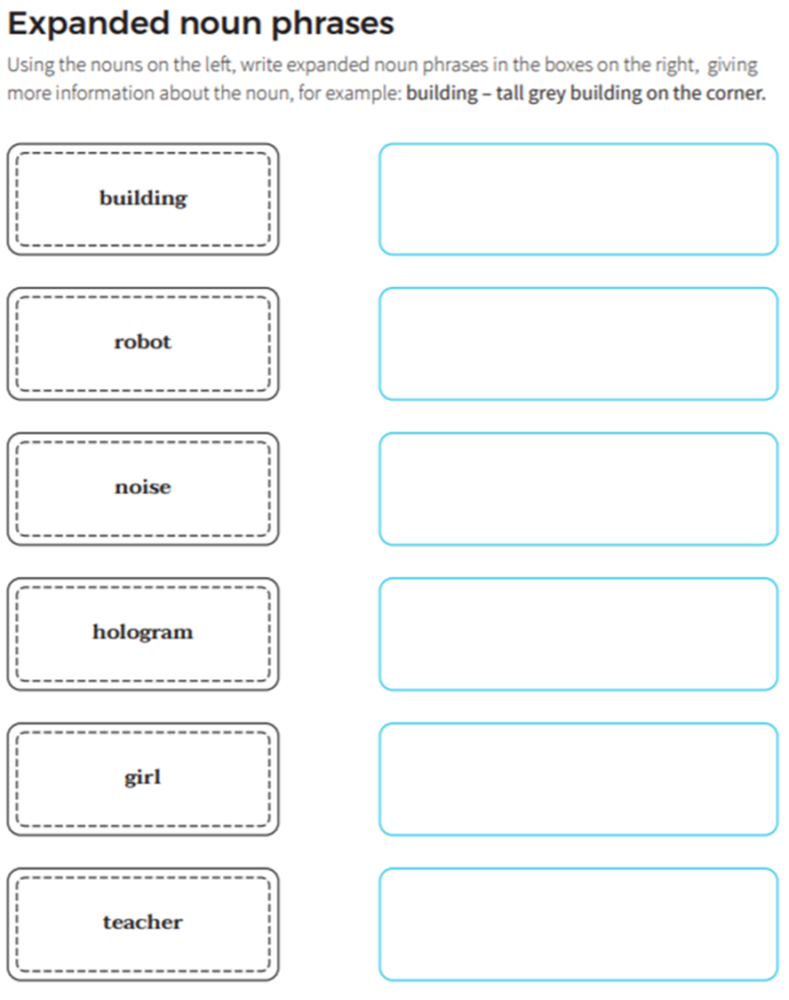 Expanded noun phrases
Using the nouns on the left, write expanded noun phrases in the boxes on the right, giving
more information about the noun, for example: building – tall grey building on the corner.
building
robot
noise
hologram
girl
teacher